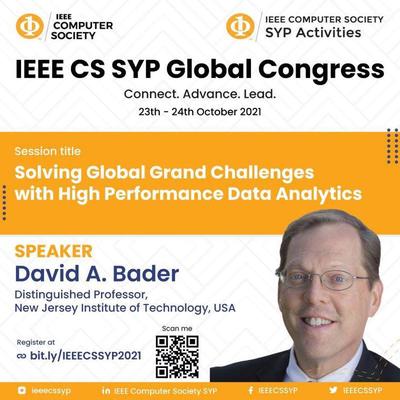 IEEE
COMPUTER
SOCIETY
IEEE COMPUTER SOCIETY
SYP Activities
IEEE CS SYP Global Congress
Connect. Advance. Lead.
23th - 24th October 2021
Session title
Solving Global Grand Challenges
with High Performance Data Analytics
SPEAKER
David A. Bader
Distinguished Professor,
New Jersey Institute of Technology, USA
Scan me
Register at
bit.ly/IEEECSSYP2021
ieeecssyp
IEEE Computer Society SYP
IEECSSYP
IEEECSSYP